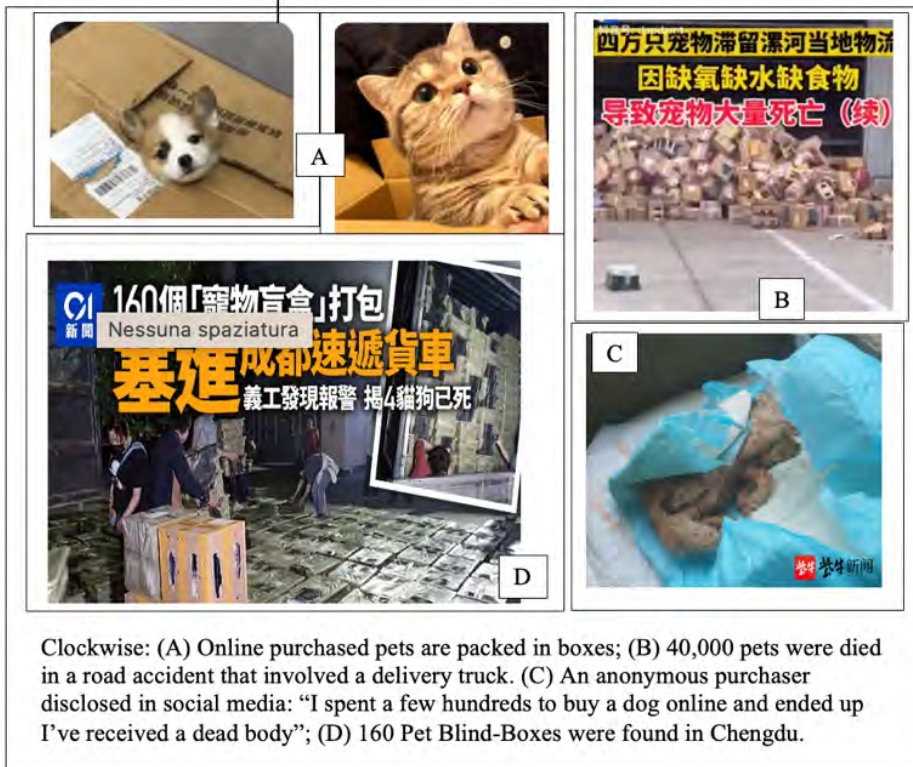 A
四方只宠物滞留漯河当地物流
因缺氧缺水缺食物
导致宠物大量死亡（续）
B
01
新聞
160個「寵物盲盒」打包
Nessuna spaziatura
塞進成都速遞貨車
義工發現報警 揭4貓狗已死
D
C
紫牛新闻
Clockwise: (A) Online purchased pets are packed in boxes; (B) 40,000 pets were died
in a road accident that involved a delivery truck. (C) An anonymous purchaser
disclosed in social media: “I spent a few hundreds to buy a dog online and ended up
I’ve received a dead body”; (D) 160 Pet Blind-Boxes were found in Chengdu.